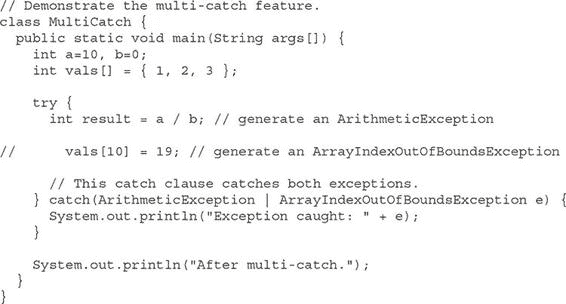 // Demonstrate the multi-catch feature.
class MultiCatch {
  public static void main(String args[]) {
    int a=10, b=0;
    int vals[] = { 1, 2, 3 };

    try {
      int result = a / b; // generate an ArithmeticException

//      vals[10] = 19; // generate an ArrayIndexOutOfBoundsException

      // This catch clause catches both exceptions.
    } catch(ArithmeticException | ArrayIndexOutOfBoundsException e) {
      System.out.println("Exception caught: " + e);
    }

    System.out.println("After multi-catch.");
  }
}